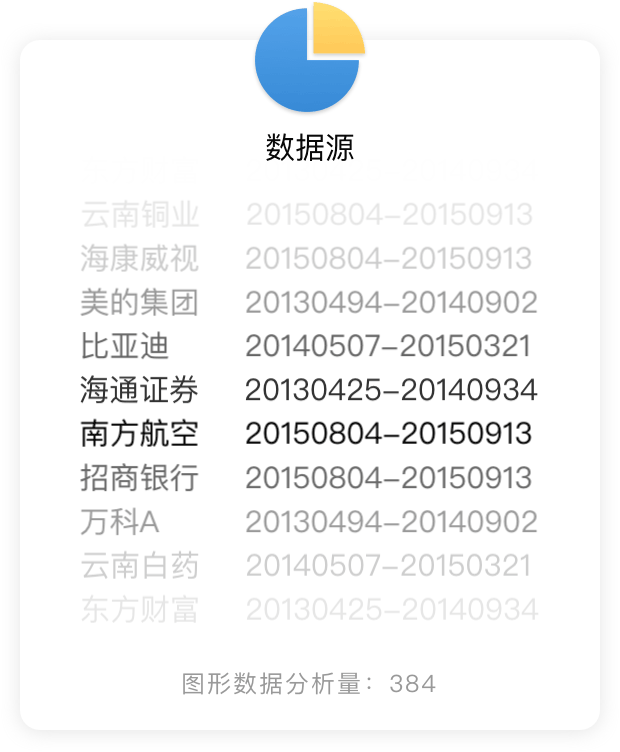 数据源
云南铜业 20150804-20150913
海康威视 20150804-20150913
美的集团 20130494-20140902
比亚迪 20140507-20150321
海通证券 20130425-20140934
南方航空 20150804-20150913
招商银行 20150804-20150913
万科A 20130494-20140902
云南白药 20140507-20150321
东方财富 20130425-20140934
图形数据分析量：384